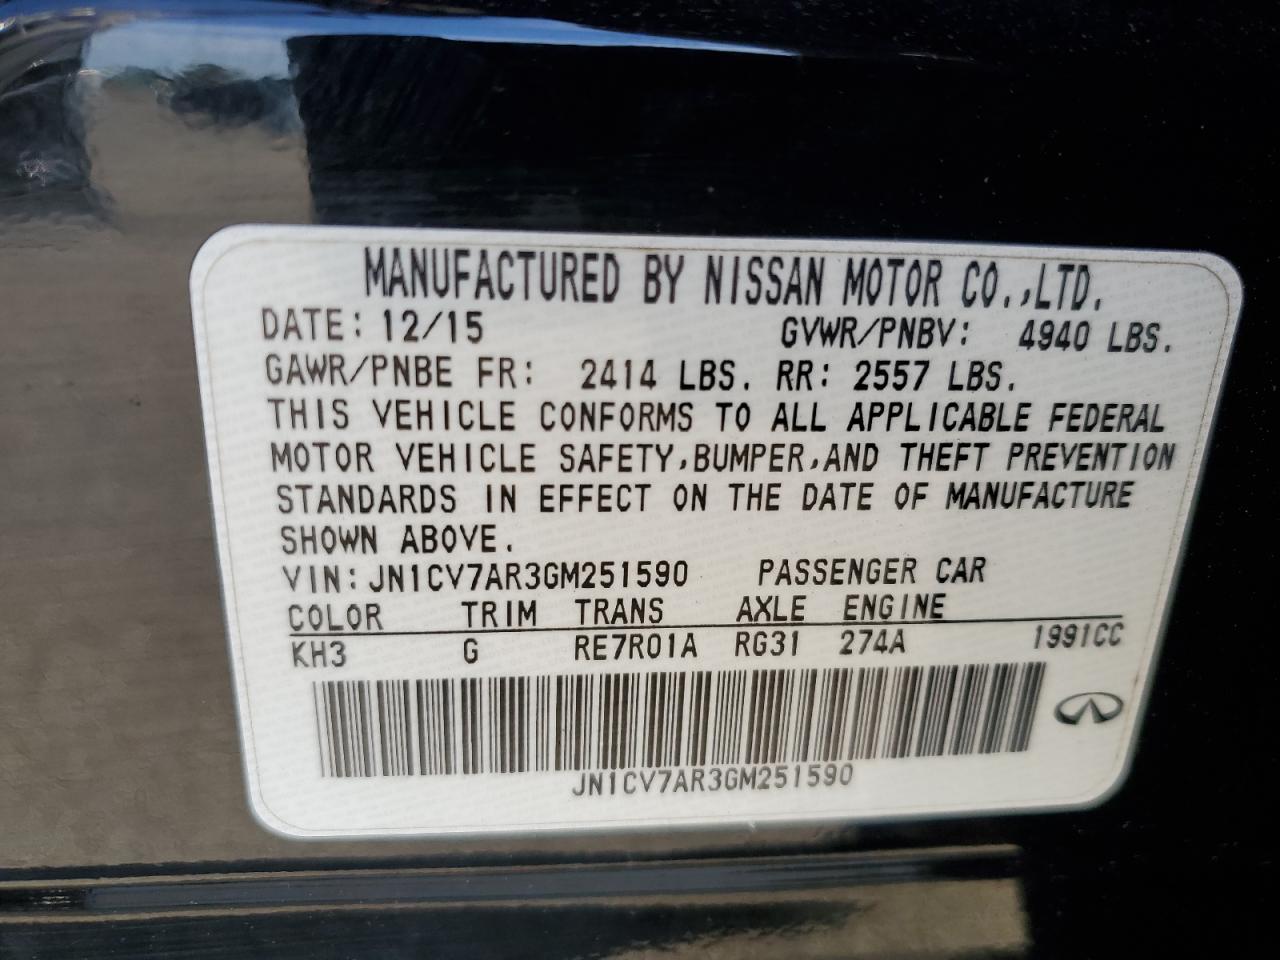 MANUFACTURED BY NISSAN MOTOR CO.,LTD.
DATE: 12/15 GVWR/PNBV: 4940 LBS.
GAWR/PNBE FR: 2414 LBS. RR: 2557 LBS.
THIS VEHICLE CONFORMS TO ALL APPLICABLE FEDERAL
MOTOR VEHICLE SAFETY,BUMPER,AND THEFT PREVENTION
STANDARDS IN EFFECT ON THE DATE OF MANUFACTURE
SHOWN ABOVE.
VIN: JN1CV7AR3GM251590 PASSENGER CAR
COLOR TRIM TRANS AXLE ENGINE
KH3 G RE7R01A RG31 274A 1991CC
JN1CV7AR3GM251590